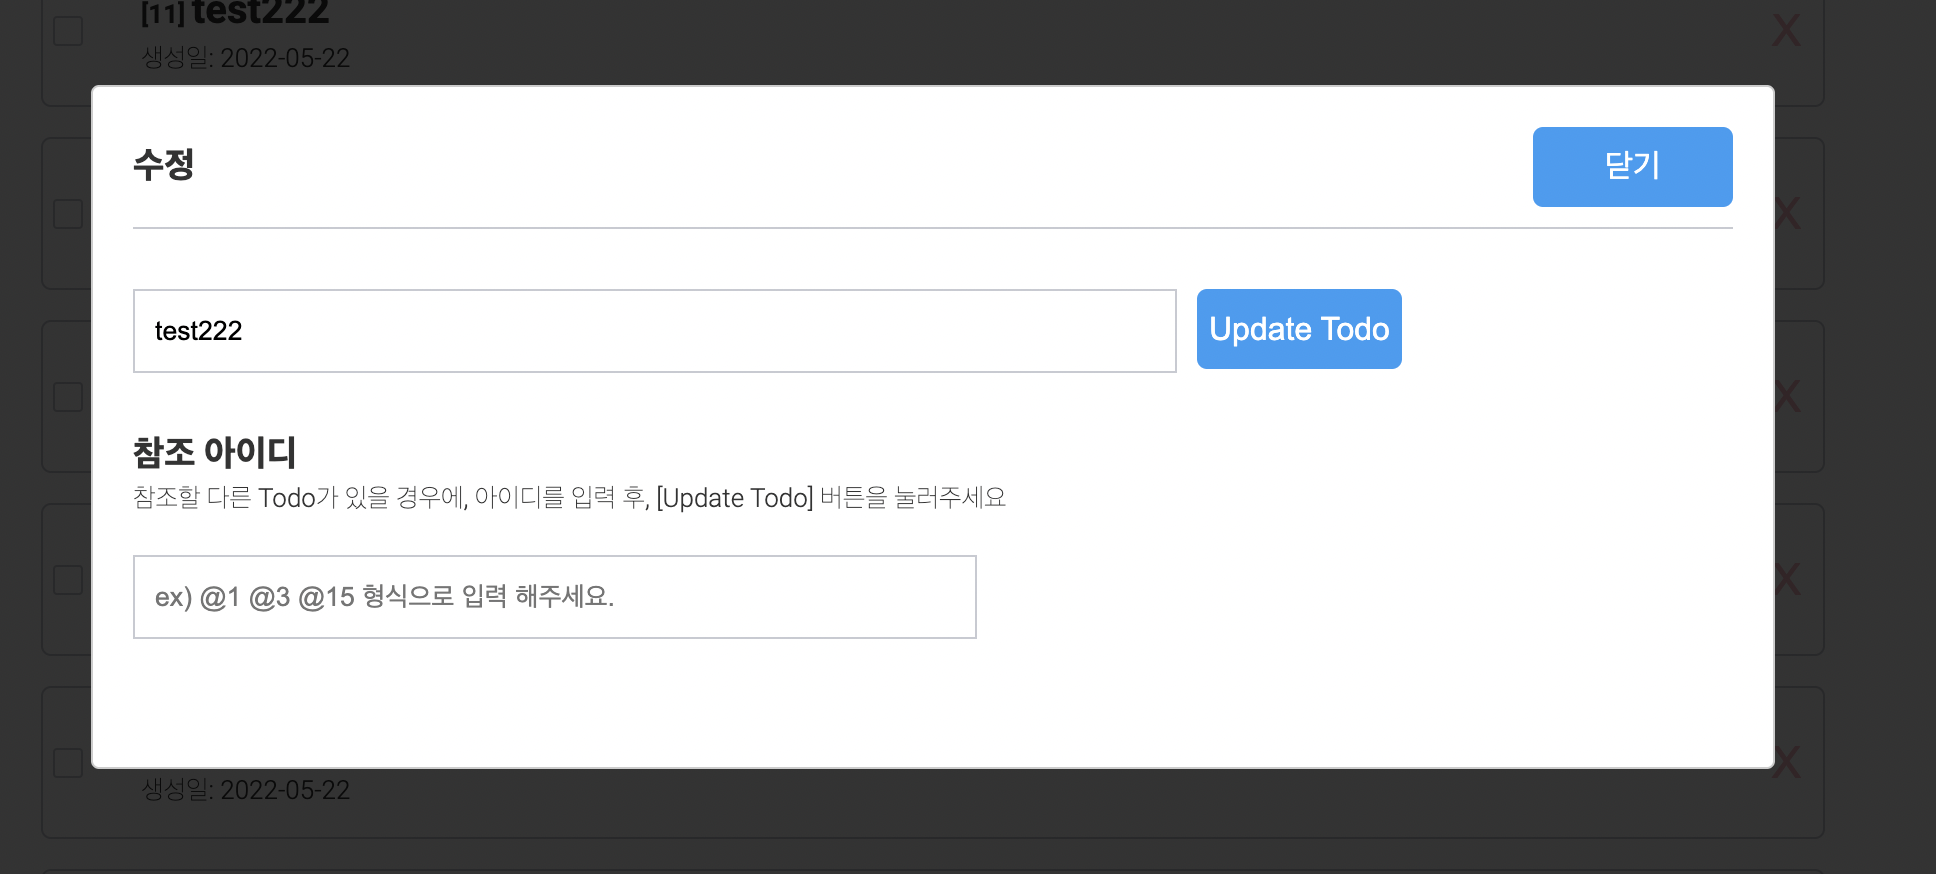 [11] test222
생성일: 2022-05-22
X
수정
닫기
X
test222
Update Todo
X
참조 아이디
참조할 다른 Todo가 있을 경우에, 아이디를 입력 후, [Update Todo] 버튼을 눌러주세요
ex) @1 @3 @15 형식으로 입력 해주세요.
X
X
생성일: 2022-05-22